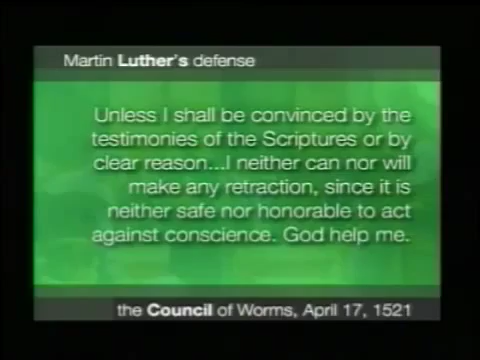 Martin Luther's defense
Unless I shall be convinced by the
testimonies of the Scriptures or by
clear reason...I neither can nor will
make any retraction, since it is
neither safe nor honorable to act
against conscience. God help me.
the Council of Worms, April 17, 1521